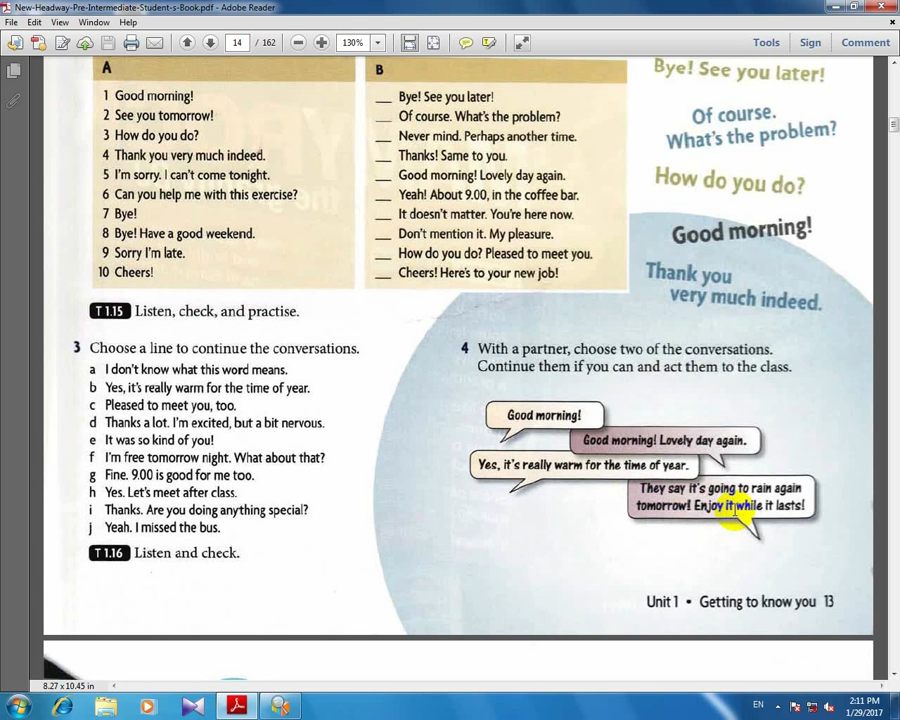 New-Headway-Pre-Intermediate-Student-s-Book.pdf - Adobe Reader
File Edit View Window Help
14 / 162 130% Tools Sign Comment
A
1 Good morning!
2 See you tomorrow!
3 How do you do?
4 Thank you very much indeed.
5 I'm sorry. I can't come tonight.
6 Can you help me with this exercise?
7 Bye!
8 Bye! Have a good weekend.
9 Sorry I'm late.
10 Cheers!
B
___ Bye! See you later!
___ Of course. What's the problem?
___ Never mind. Perhaps another time.
___ Thanks! Same to you.
___ Good morning! Lovely day again.
___ Yeah! About 9.00, in the coffee bar.
___ It doesn't matter. You're here now.
___ Don't mention it. My pleasure.
___ How do you do? Pleased to meet you.
___ Cheers! Here's to your new job!
Bye! See you later!
Of course.
What's the problem?
How do you do?
Good morning!
Thank you
very much indeed.
T 1.15 Listen, check, and practise.
3 Choose a line to continue the conversations.
a I don't know what this word means.
b Yes, it's really warm for the time of year.
c Pleased to meet you, too.
d Thanks a lot. I'm excited, but a bit nervous.
e It was so kind of you!
f I'm free tomorrow night. What about that?
g Fine. 9.00 is good for me too.
h Yes. Let's meet after class.
i Thanks. Are you doing anything special?
j Yeah. I missed the bus.
T 1.16 Listen and check.
4 With a partner, choose two of the conversations.
Continue them if you can and act them to the class.
Good morning!
Good morning! Lovely day again.
Yes, it's really warm for the time of year.
They say it's going to rain again
tomorrow! Enjoy it while it lasts!
Unit 1 • Getting to know you 13
8.27 x 10.45 in
EN
2:11 PM
1/29/2017